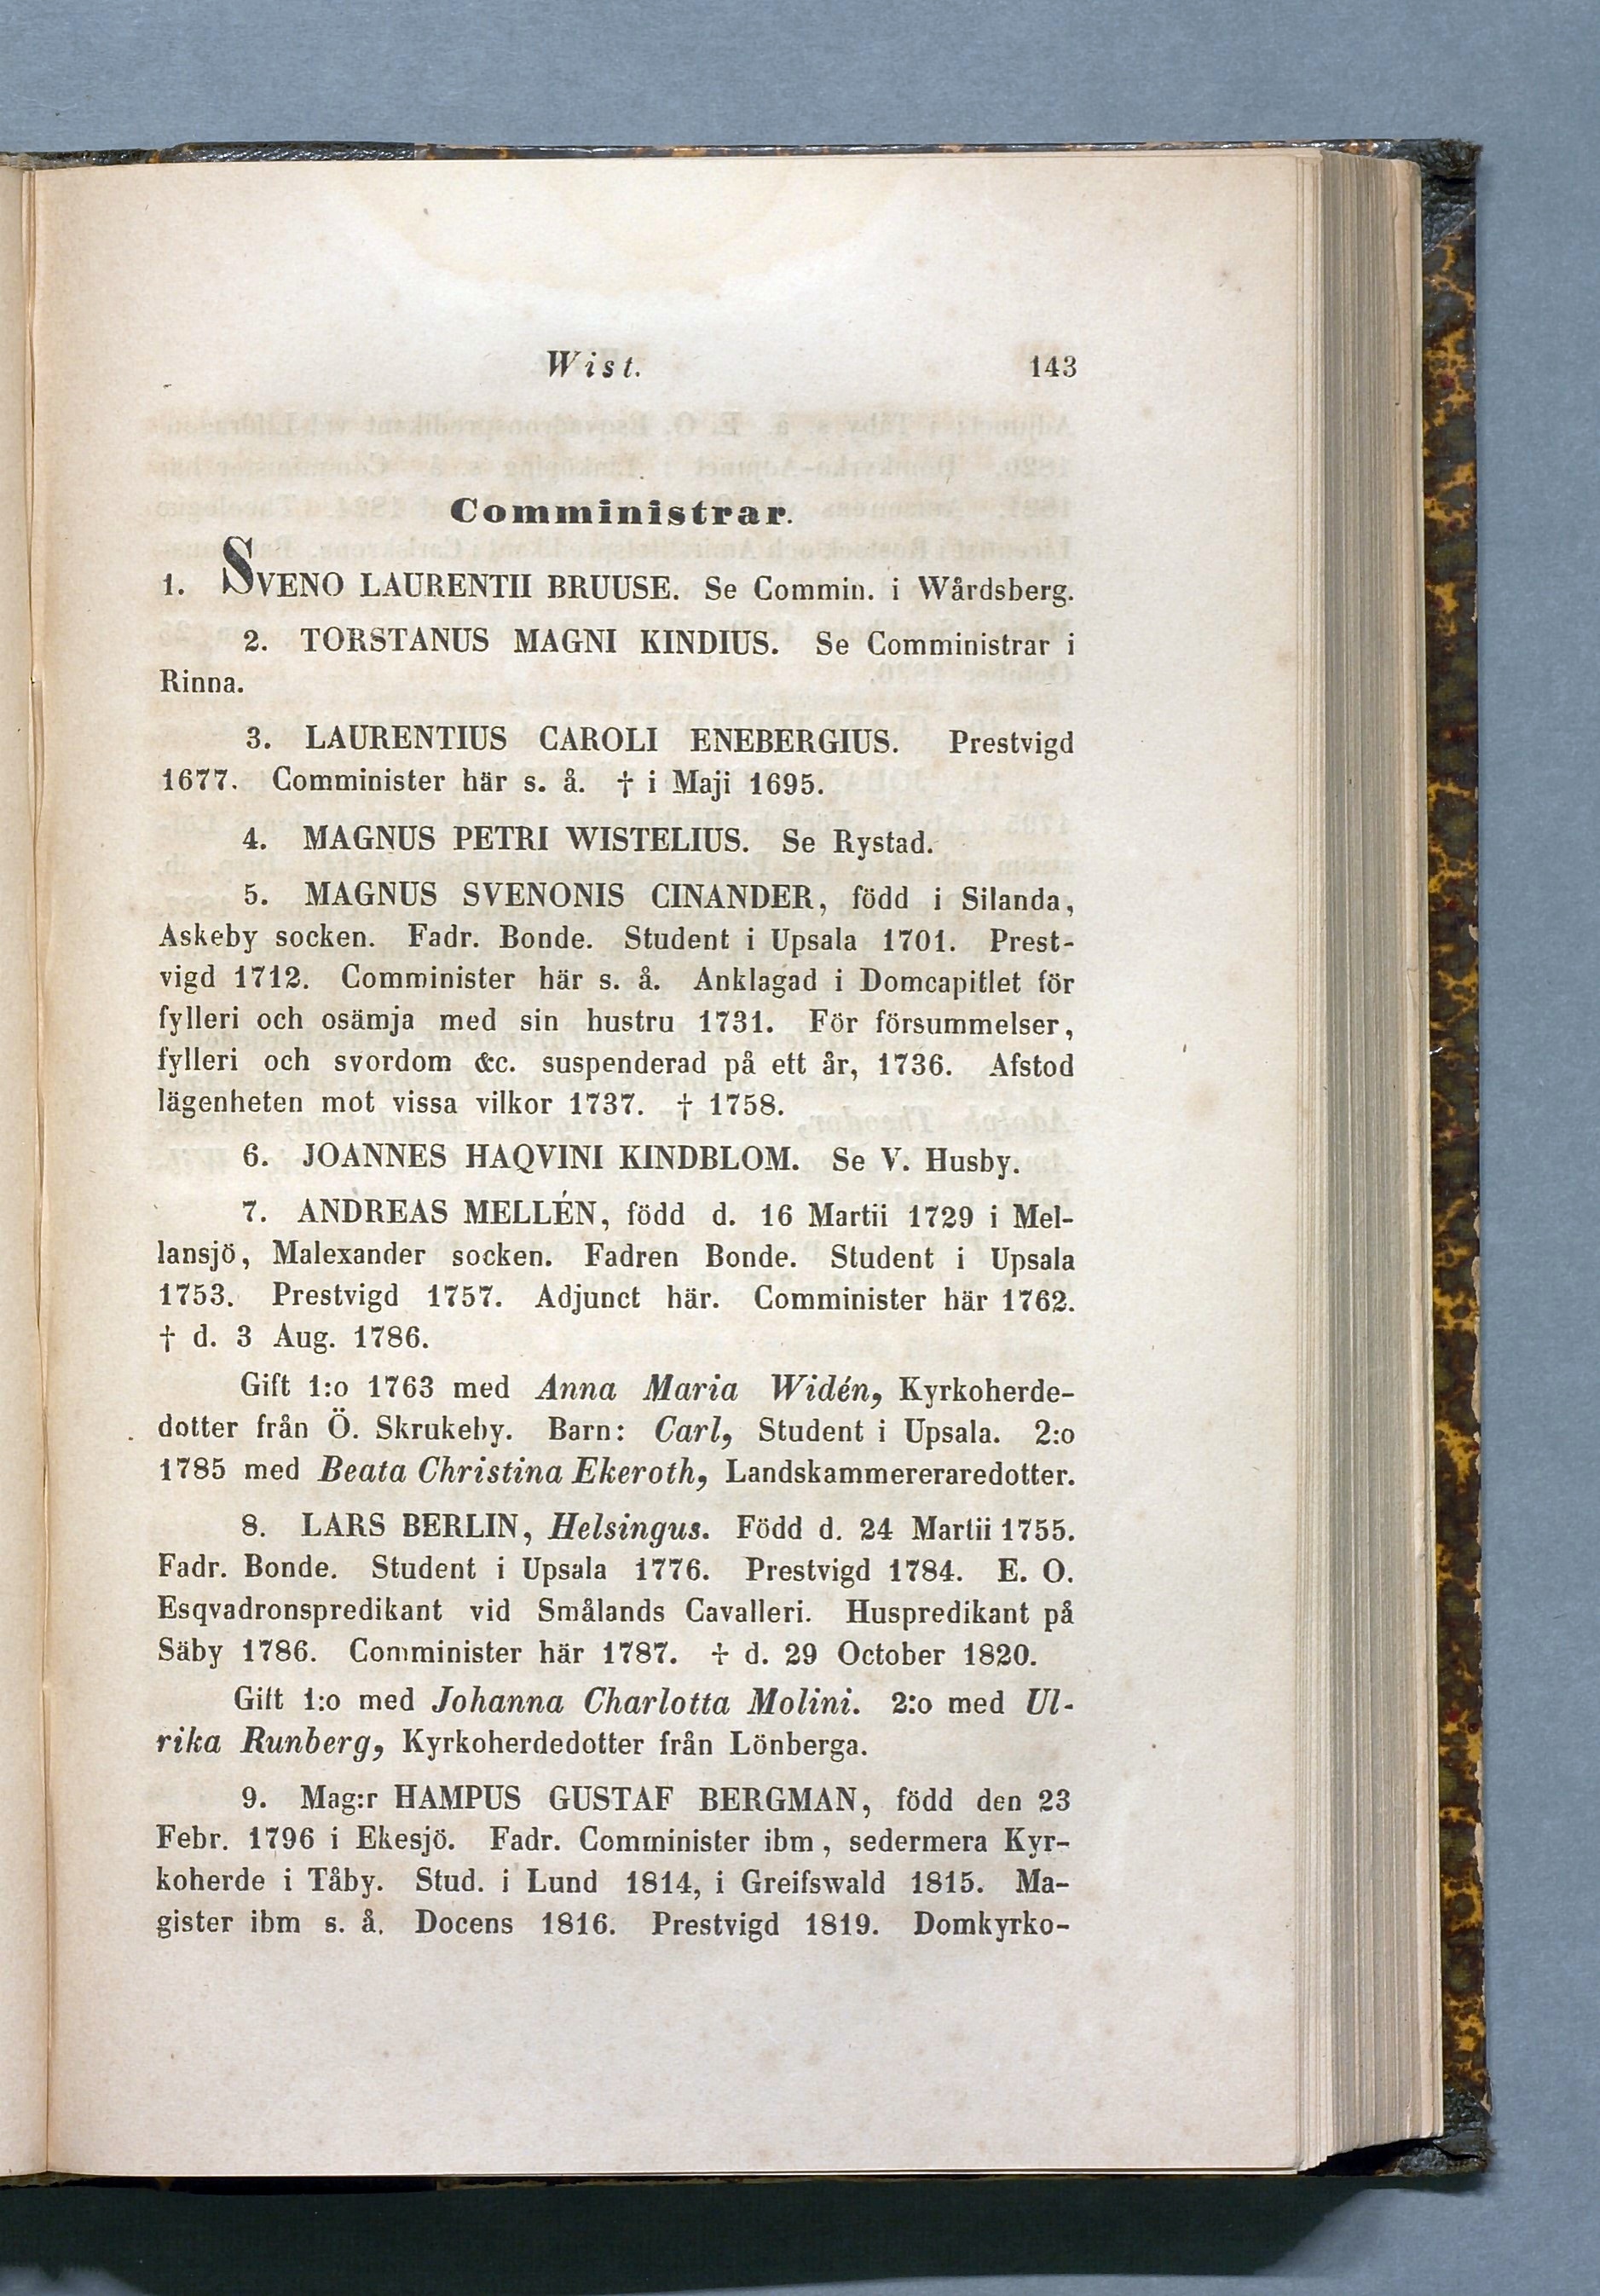 Wist. 143
Comministrar.
1. SVENO LAURENTII BRUUSE. Se Commin. i Wårdsberg.
2. TORSTANUS MAGNI KINDIUS. Se Comministrar i
Rinna.
3. LAURENTIUS CAROLI ENEBERGIUS. Prestvigd
1677. Comminister här s. å. † i Maji 1695.
4. MAGNUS PETRI WISTELIUS. Se Rystad.
5. MAGNUS SVENONIS CINANDER, född i Silanda,
Askeby socken. Fadr. Bonde. Student i Upsala 1701. Prest-
vigd 1712. Comminister här s. å. Anklagad i Domcapitlet för
fylleri och osämja med sin hustru 1731. För försummelser,
fylleri och svordom &c. suspenderad på ett år, 1736. Afstod
lägenheten mot vissa vilkor 1737. † 1758.
6. JOANNES HAQVINI KINDBLOM. Se V. Husby.
7. ANDREAS MELLÉN, född d. 16 Martii 1729 i Mel-
lansjö, Malexander socken. Fadren Bonde. Student i Upsala
1753. Prestvigd 1757. Adjunct här. Comminister här 1762.
† d. 3 Aug. 1786.
Gift 1:o 1763 med Anna Maria Widén, Kyrkoherde-
dotter från Ö. Skrukeby. Barn: Carl, Student i Upsala. 2:o
1785 med Beata Christina Ekeroth, Landskammereraredotter.
8. LARS BERLIN, Helsingus. Född d. 24 Martii 1755.
Fadr. Bonde. Student i Upsala 1776. Prestvigd 1784. E. O.
Esqvadronspredikant vid Smålands Cavalleri. Huspredikant på
Säby 1786. Comminister här 1787. † d. 29 October 1820.
Gift 1:o med Johanna Charlotta Molini. 2:o med Ul-
rika Runberg, Kyrkoherdedotter från Lönberga.
9. Mag:r HAMPUS GUSTAF BERGMAN, född den 23
Febr. 1796 i Ekesjö. Fadr. Comminister ibm, sedermera Kyr-
koherde i Tåby. Stud. i Lund 1814, i Greifswald 1815. Ma-
gister ibm s. å. Docens 1816. Prestvigd 1819. Domkyrko-